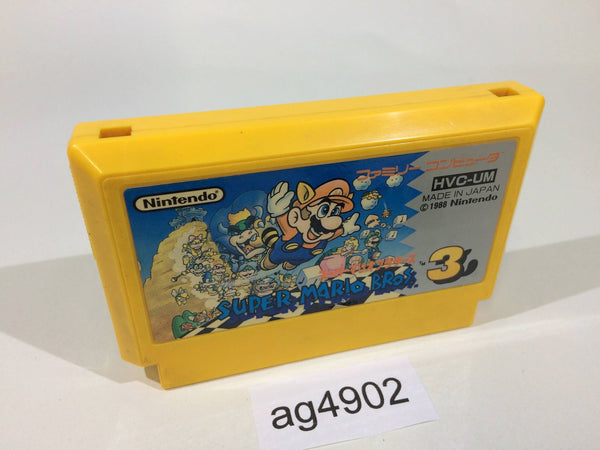 Nintendo®
ファミリーコンピュータ
HVC-UM
MADE IN JAPAN
©1988 Nintendo
スーパーマリオブラザーズ
SUPER MARIO BROS.
™
3
ag4902